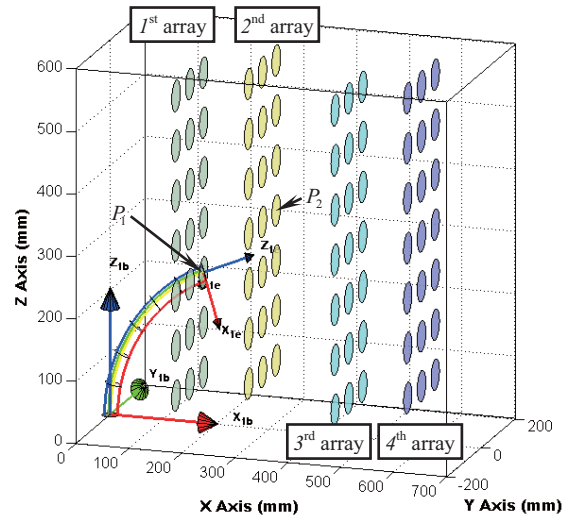 1st array
2nd array
600
500
400
300
200
100
0
Z Axis (mm)
P1
P2
Z1b
Z1
1e
X1e
Y1b
X1b
3rd array
4th array
0
100
200
300
400
500
600
700
X Axis (mm)
200
0
-200
Y Axis (mm)